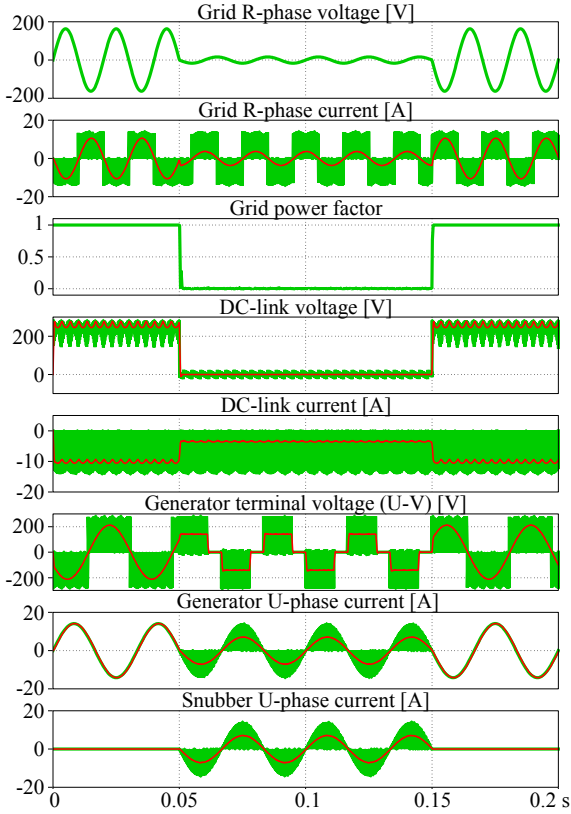 Grid R-phase voltage [V]
200
0
-200
Grid R-phase current [A]
20
0
-20
Grid power factor
1
0.5
0
DC-link voltage [V]
200
0
DC-link current [A]
0
-10
-20
Generator terminal voltage (U-V) [V]
200
0
-200
Generator U-phase current [A]
20
0
-20
Snubber U-phase current [A]
20
0
-20
0 0.05 0.1 0.15 0.2 s